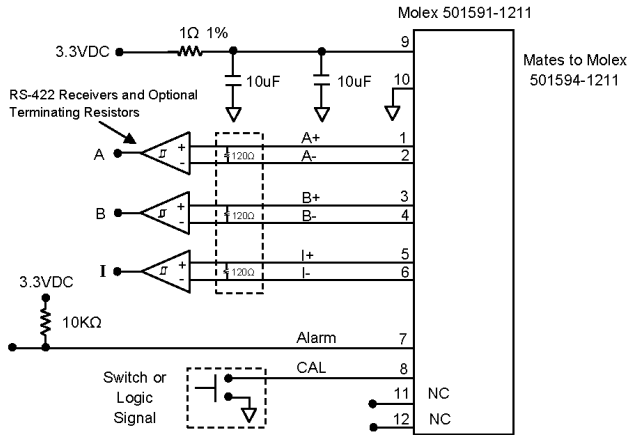 Molex 501591-1211
1Ω 1%
3.3VDC
9
Mates to Molex
501594-1211
10uF
10uF
10
RS-422 Receivers and Optional
Terminating Resistors
A
+
-
120Ω
A+
A-
1
2
B
+
-
120Ω
B+
B-
3
4
I
+
-
120Ω
I+
I-
5
6
3.3VDC
10KΩ
Alarm
7
CAL
8
Switch or
Logic
Signal
11
NC
12
NC